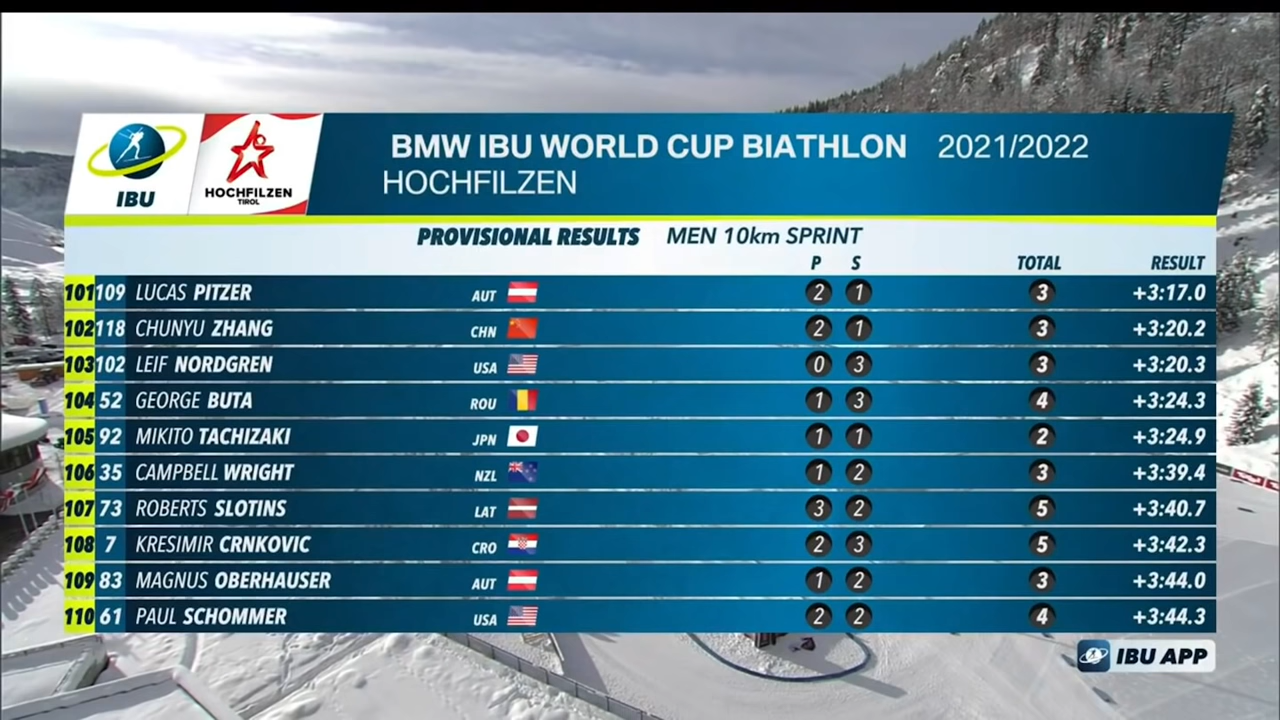 BMW IBU WORLD CUP BIATHLON 2021/2022
HOCHFILZEN
IBU
HOCHFILZEN
TIROL
PROVISIONAL RESULTS MEN 10km SPRINT
P S TOTAL RESULT
101 109 LUCAS PITZER AUT 2 1 3 +3:17.0
102 118 CHUNYU ZHANG CHN 2 1 3 +3:20.2
103 102 LEIF NORDGREN USA 0 3 3 +3:20.3
104 52 GEORGE BUTA ROU 1 3 4 +3:24.3
105 92 MIKITO TACHIZAKI JPN 1 1 2 +3:24.9
106 35 CAMPBELL WRIGHT NZL 1 2 3 +3:39.4
107 73 ROBERTS SLOTINS LAT 3 2 5 +3:40.7
108 7 KRESIMIR CRNKOVIC CRO 2 3 5 +3:42.3
109 83 MAGNUS OBERHAUSER AUT 1 2 3 +3:44.0
110 61 PAUL SCHOMMER USA 2 2 4 +3:44.3
IBU APP